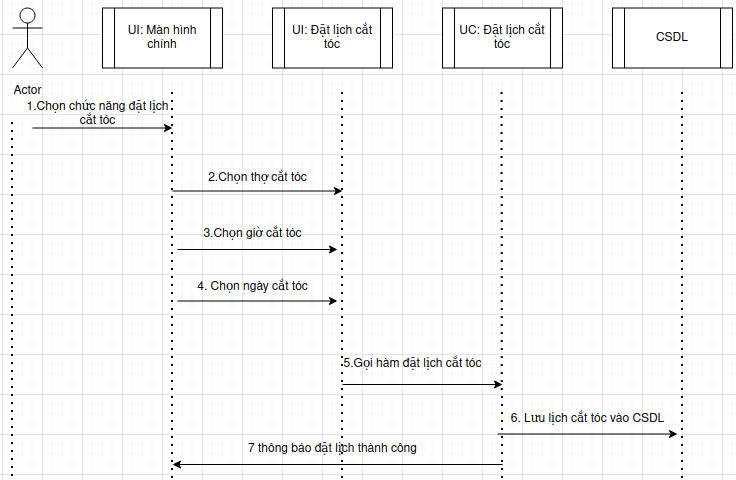 UI: Màn hình
chính
UI: Đặt lịch cắt
tóc
UC: Đặt lịch cắt
tóc
CSDL
Actor
1.Chọn chức năng đặt lịch
cắt tóc
2.Chọn thợ cắt tóc
3.Chọn giờ cắt tóc
4. Chọn ngày cắt tóc
5.Gọi hàm đặt lịch cắt tóc
6. Lưu lịch cắt tóc vào CSDL
7 thông báo đặt lịch thành công